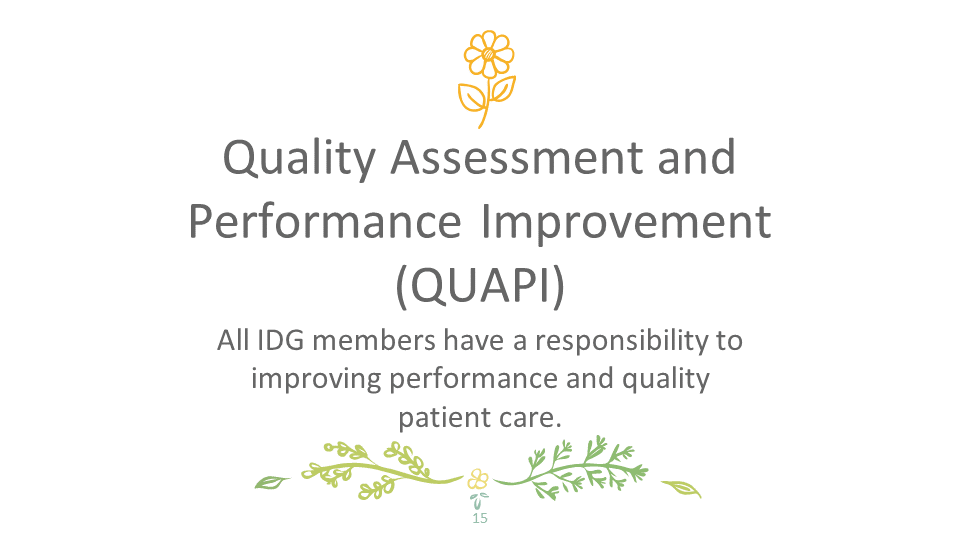 Quality Assessment and
Performance Improvement
(QUAPI)
All IDG members have a responsibility to
improving performance and quality
patient care.
15